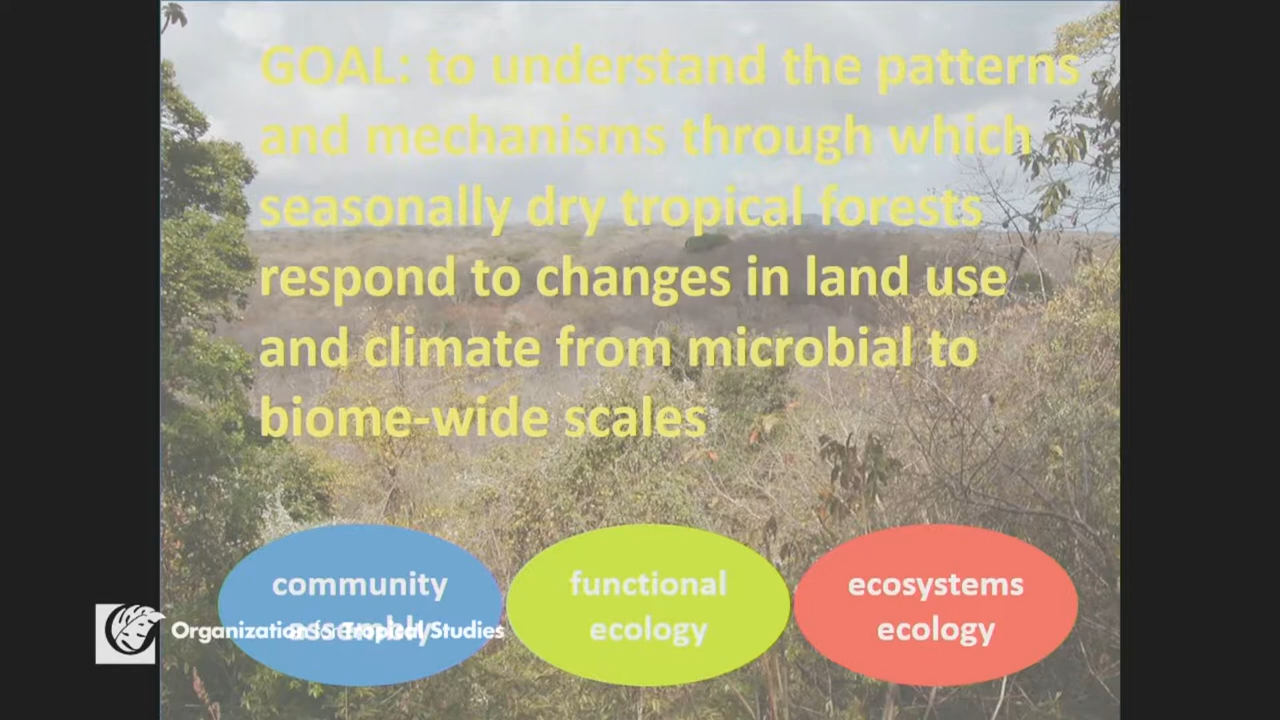 GOAL: to understand the patterns
and mechanisms through which
seasonally dry tropical forests
respond to changes in land use
and climate from microbial to
biome-wide scales
community
assembly
functional
ecology
ecosystems
ecology
Organization for Tropical Studies